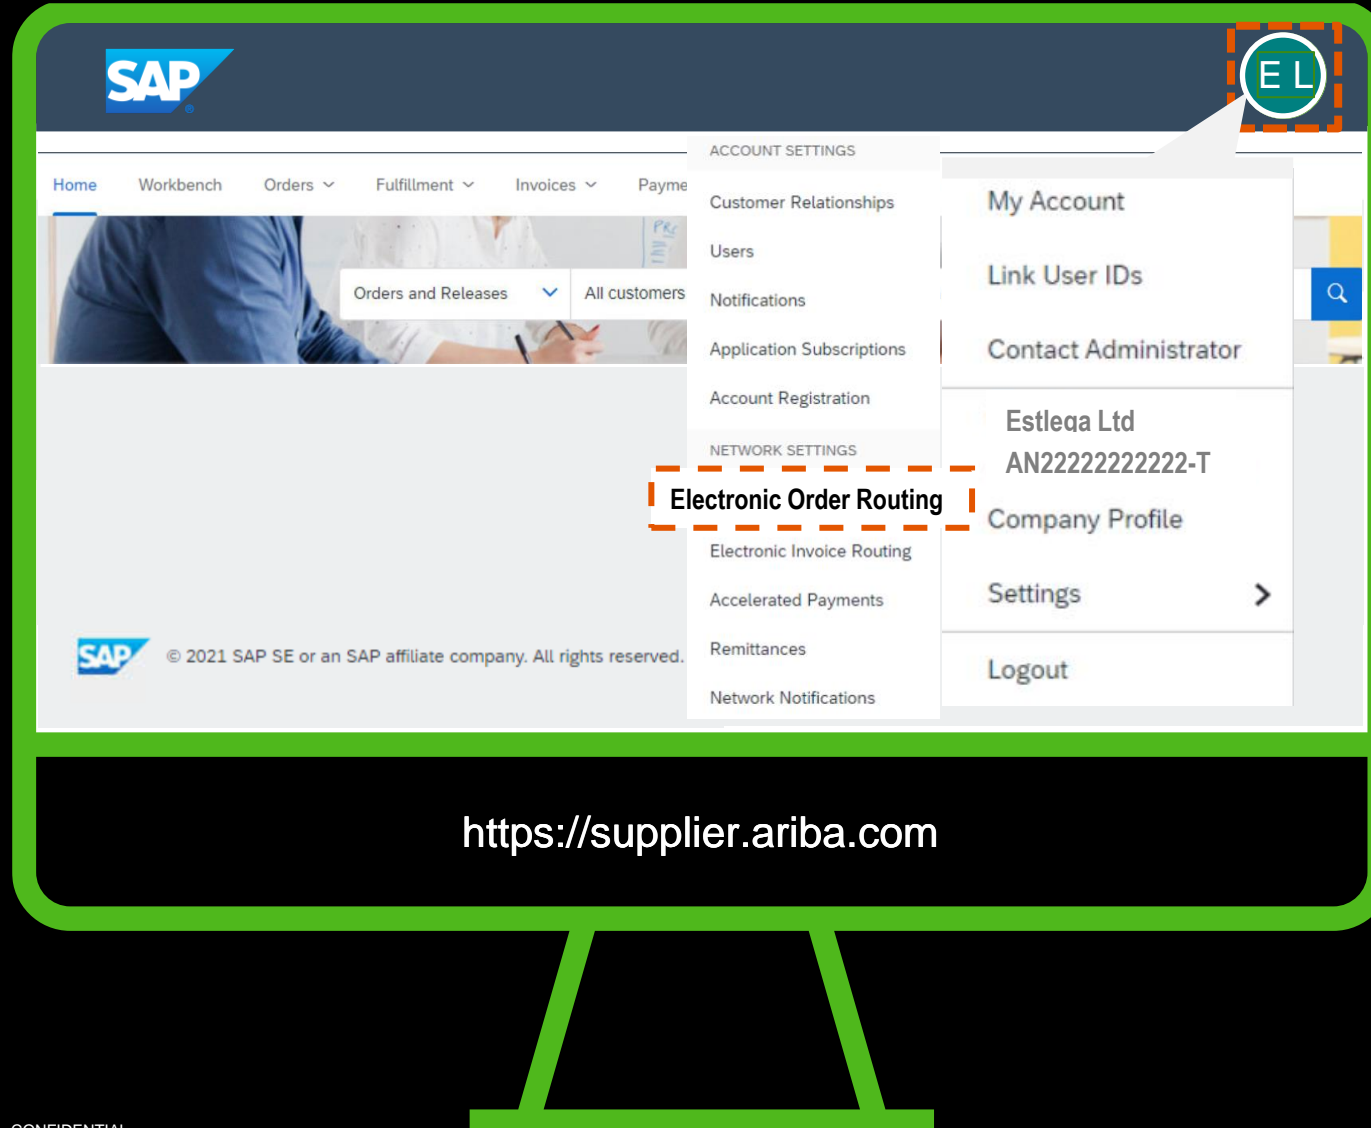 SAP
E L
Home Workbench Orders Fulfillment Invoices Payme
Orders and Releases All customers
ACCOUNT SETTINGS
Customer Relationships
Users
Notifications
Application Subscriptions
Account Registration
NETWORK SETTINGS
Electronic Order Routing
Electronic Invoice Routing
Accelerated Payments
Remittances
Network Notifications
My Account
Link User IDs
Contact Administrator
Estlega Ltd
AN22222222222-T
Company Profile
Settings
Logout
SAP © 2021 SAP SE or an SAP affiliate company. All rights reserved.
https://supplier.ariba.com
CONFIDENTIAL